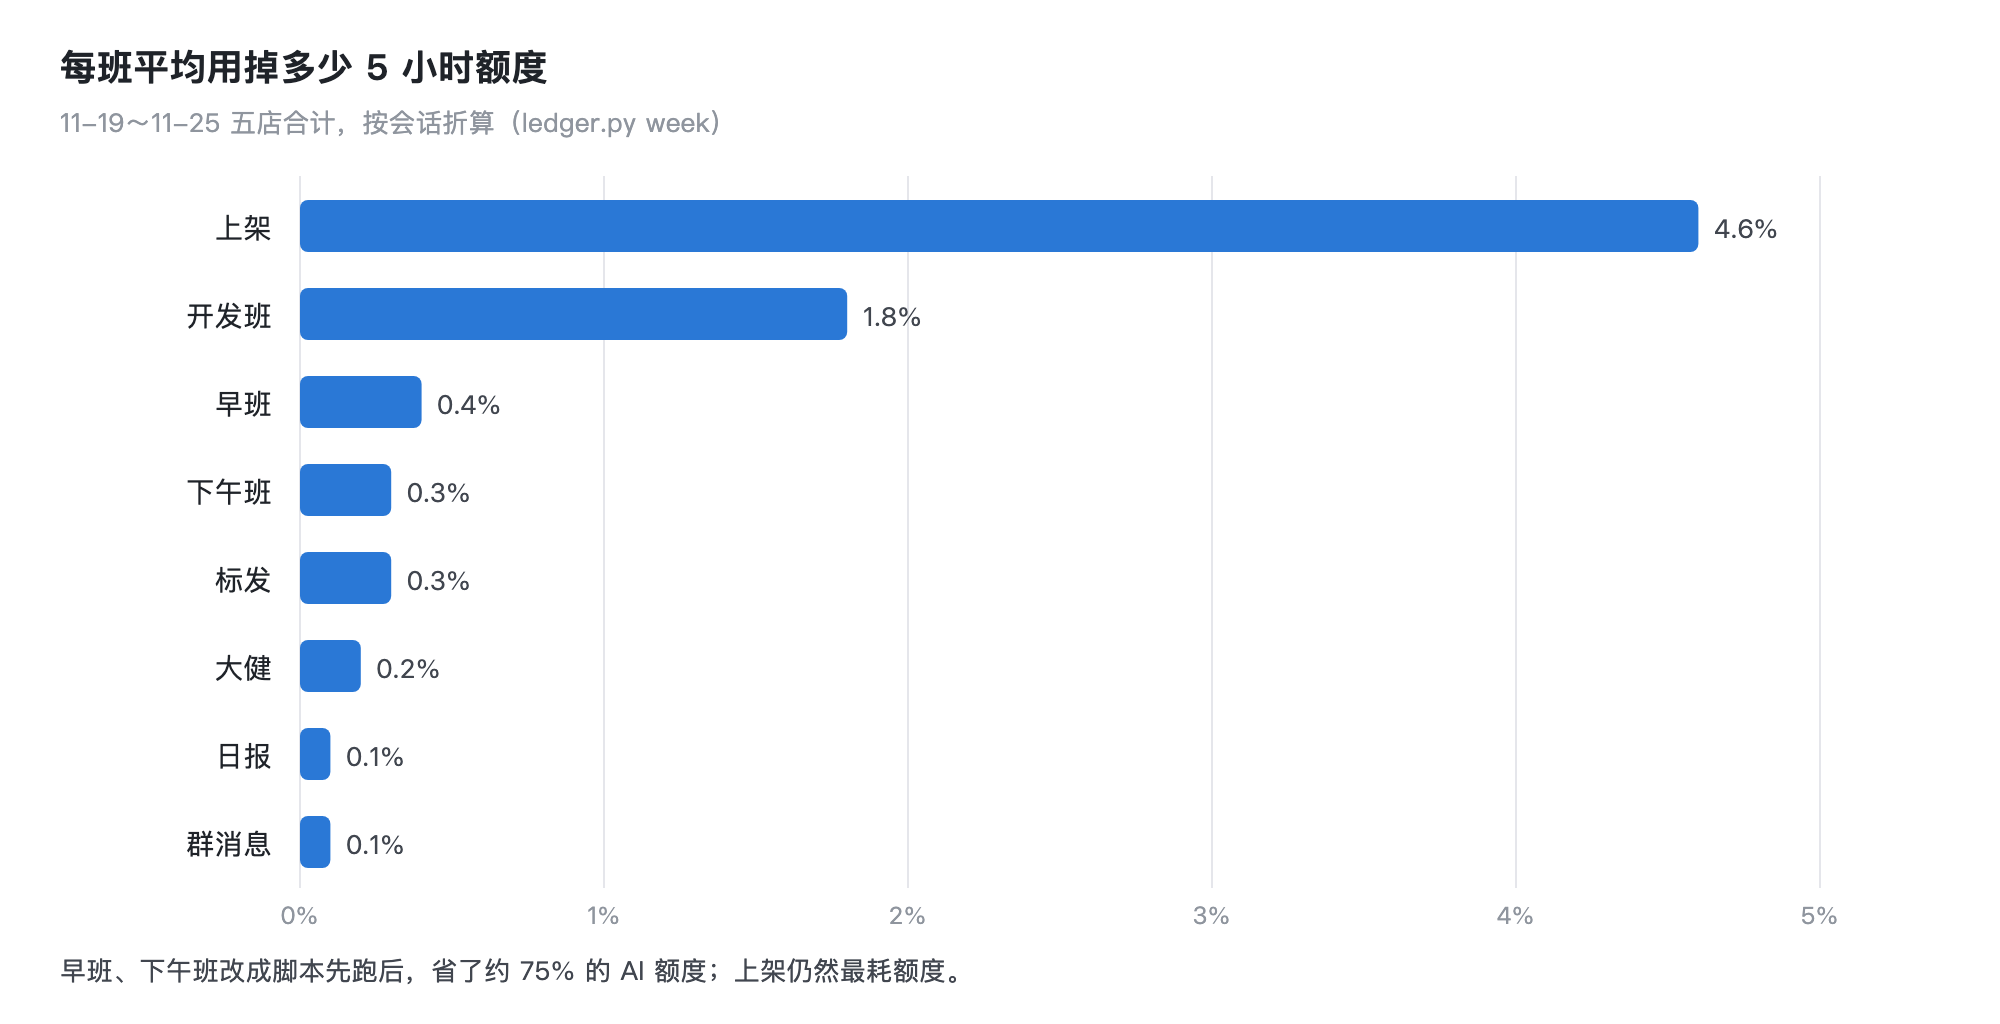 每班平均用掉多少 5 小时额度
11–19～11–25 五店合计，按会话折算（ledger.py week）
上架 4.6%
开发班 1.8%
早班 0.4%
下午班 0.3%
标发 0.3%
大健 0.2%
日报 0.1%
群消息 0.1%
0% 1% 2% 3% 4% 5%
早班、下午班改成脚本先跑后，省了约 75% 的 AI 额度；上架仍然最耗额度。